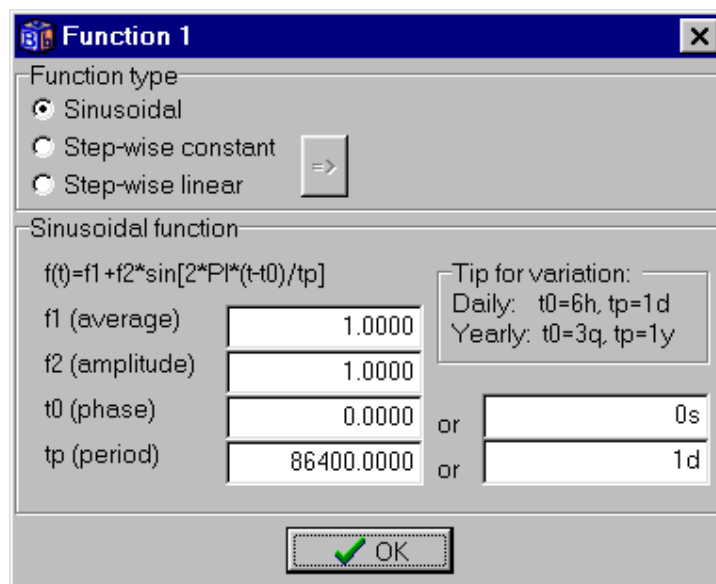 Function 1
Function type
Sinusoidal
Step-wise constant
=>
Step-wise linear
Sinusoidal function
f(t)=f1+f2*sin[2*PI*(t-t0)/tp]
Tip for variation:
Daily: t0=6h, tp=1d
Yearly: t0=3q, tp=1y
f1 (average) 1.0000
f2 (amplitude) 1.0000
t0 (phase) 0.0000 or 0s
tp (period) 86400.0000 or 1d
OK